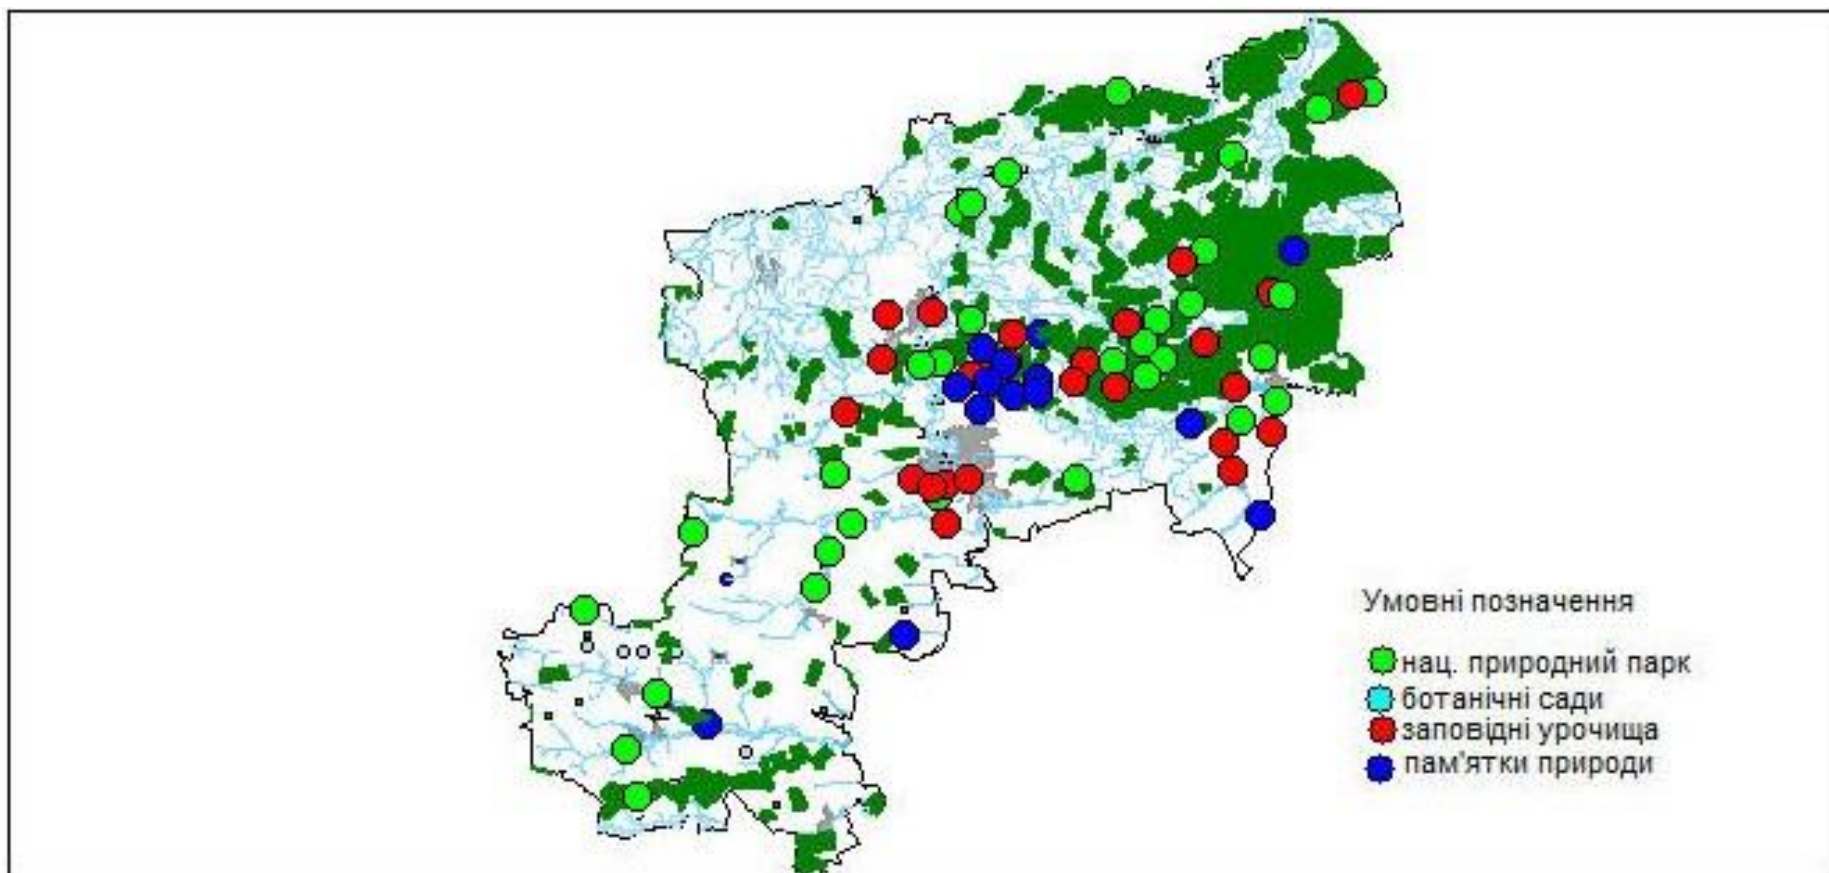 Умовні позначення
нац. природний парк
ботанічні сади
заповідні урочища
пам'ятки природи